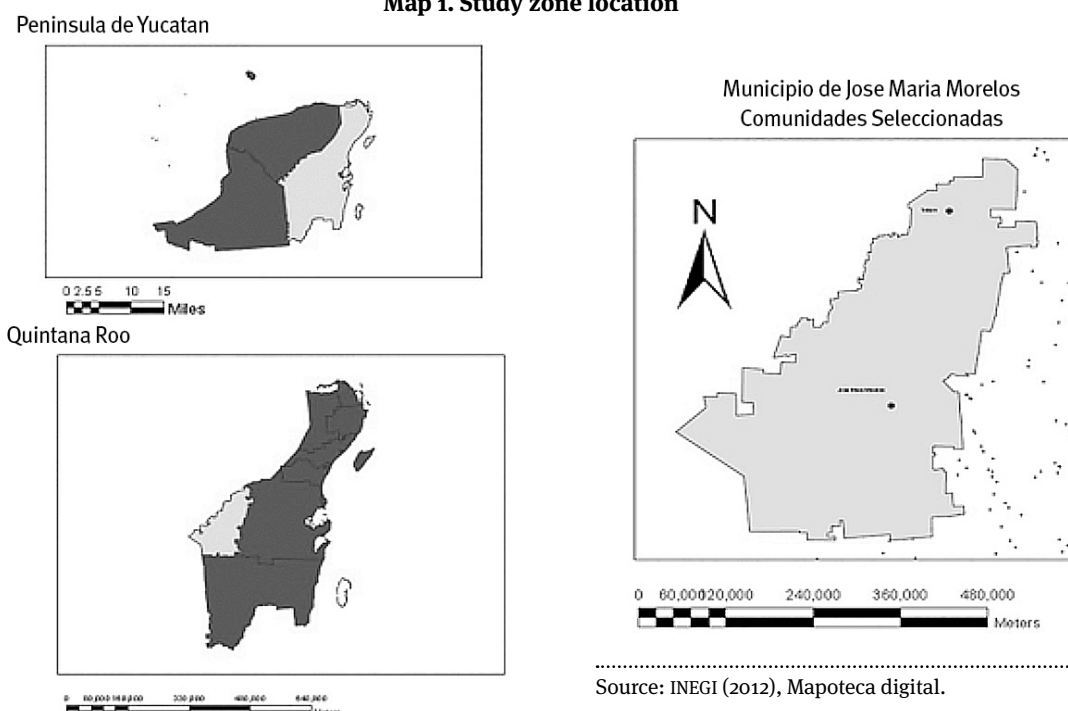 Map 1. Study zone location
Peninsula de Yucatan
0 2.5 5 10 15
Miles
Quintana Roo
Municipio de Jose Maria Morelos
Comunidades Seleccionadas
N
0 60,000 120,000 240,000 360,000 480,000
Meters
Source: INEGI (2012), Mapoteca digital.